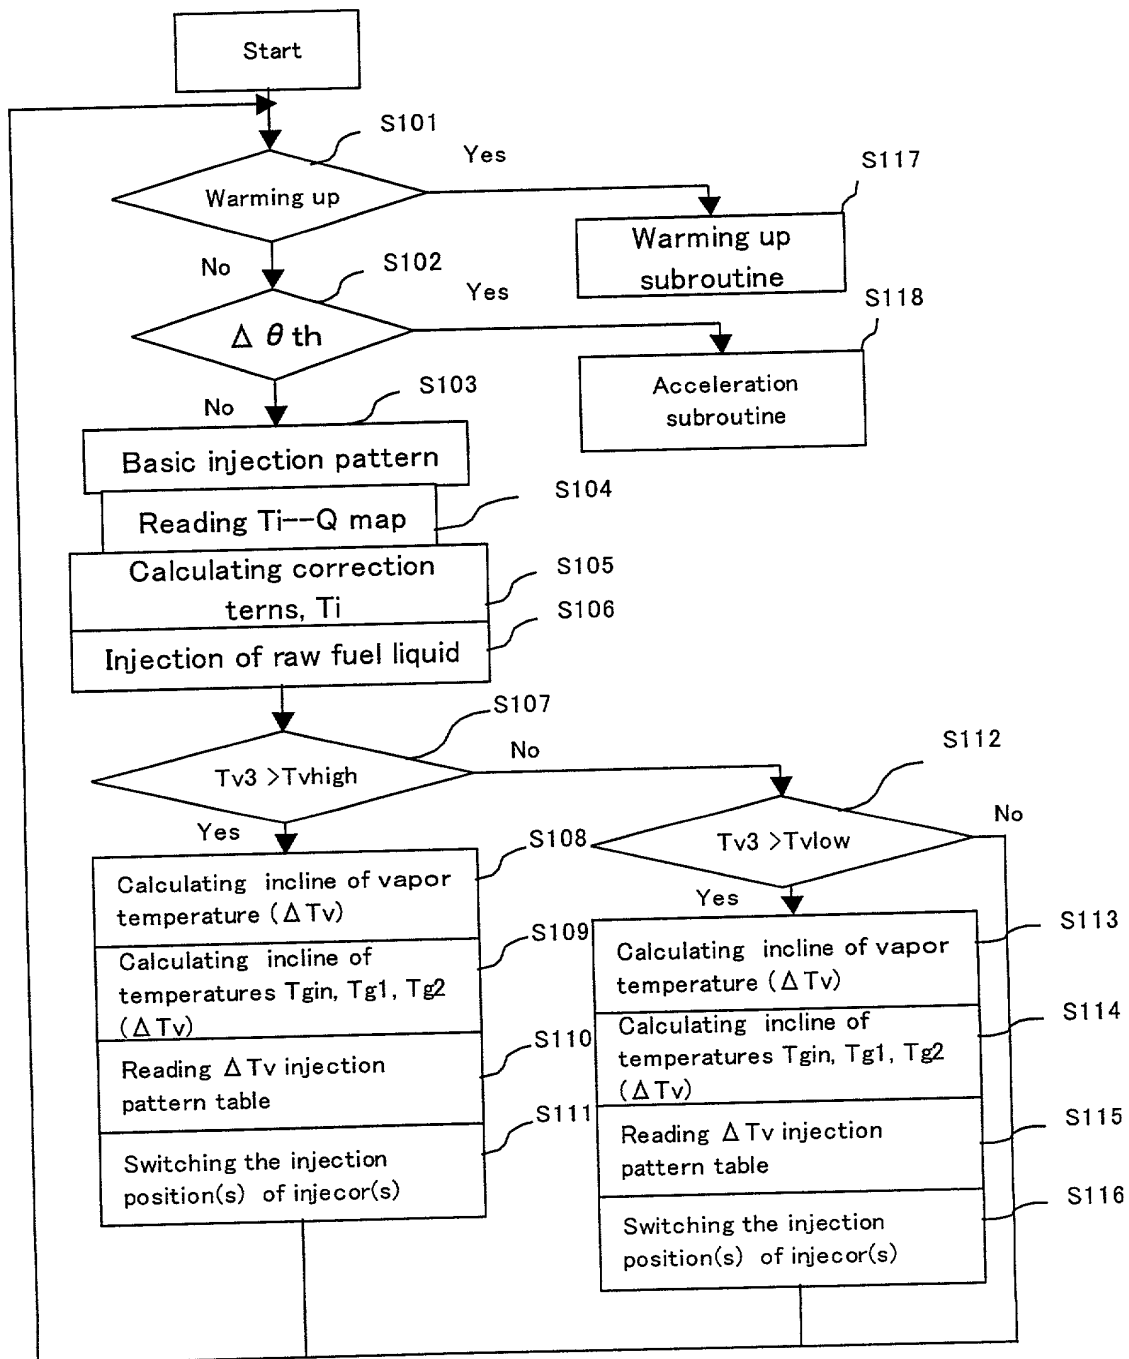 Start
S101
Yes
Warming up
S117
Warming up
subroutine
No
S102
Yes
Δ θ th
S118
Acceleration
subroutine
No
S103
Basic injection pattern
S104
Reading Ti--Q map
Calculating correction
terns, Ti
S105
S106
Injection of raw fuel liquid
S107
No
Tv3 >Tvhigh
S112
Yes
Tv3 >Tvlow
No
Yes
S108
Calculating incline of vapor
temperature (ΔTv)
S109
Calculating incline of
temperatures Tgin, Tg1, Tg2
(ΔTv)
S110
Reading ΔTv injection
pattern table
S111
Switching the injection
position(s) of injecor(s)
S113
Calculating incline of vapor
temperature (ΔTv)
S114
Calculating incline of
temperatures Tgin, Tg1, Tg2
(ΔTv)
S115
Reading ΔTv injection
pattern table
S116
Switching the injection
position(s) of injecor(s)